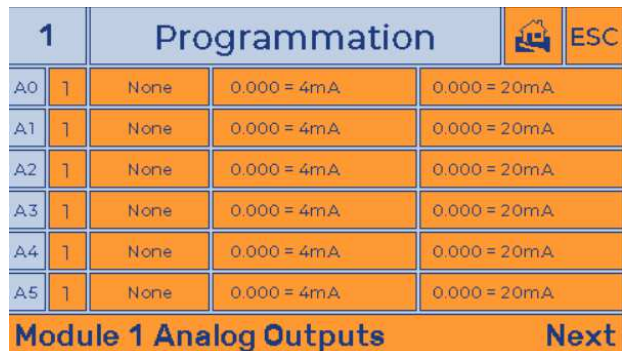 1 Programmation ESC
A0 1 None 0.000 = 4mA 0.000 = 20mA
A1 1 None 0.000 = 4mA 0.000 = 20mA
A2 1 None 0.000 = 4mA 0.000 = 20mA
A3 1 None 0.000 = 4mA 0.000 = 20mA
A4 1 None 0.000 = 4mA 0.000 = 20mA
A5 1 None 0.000 = 4mA 0.000 = 20mA
Module 1 Analog Outputs Next